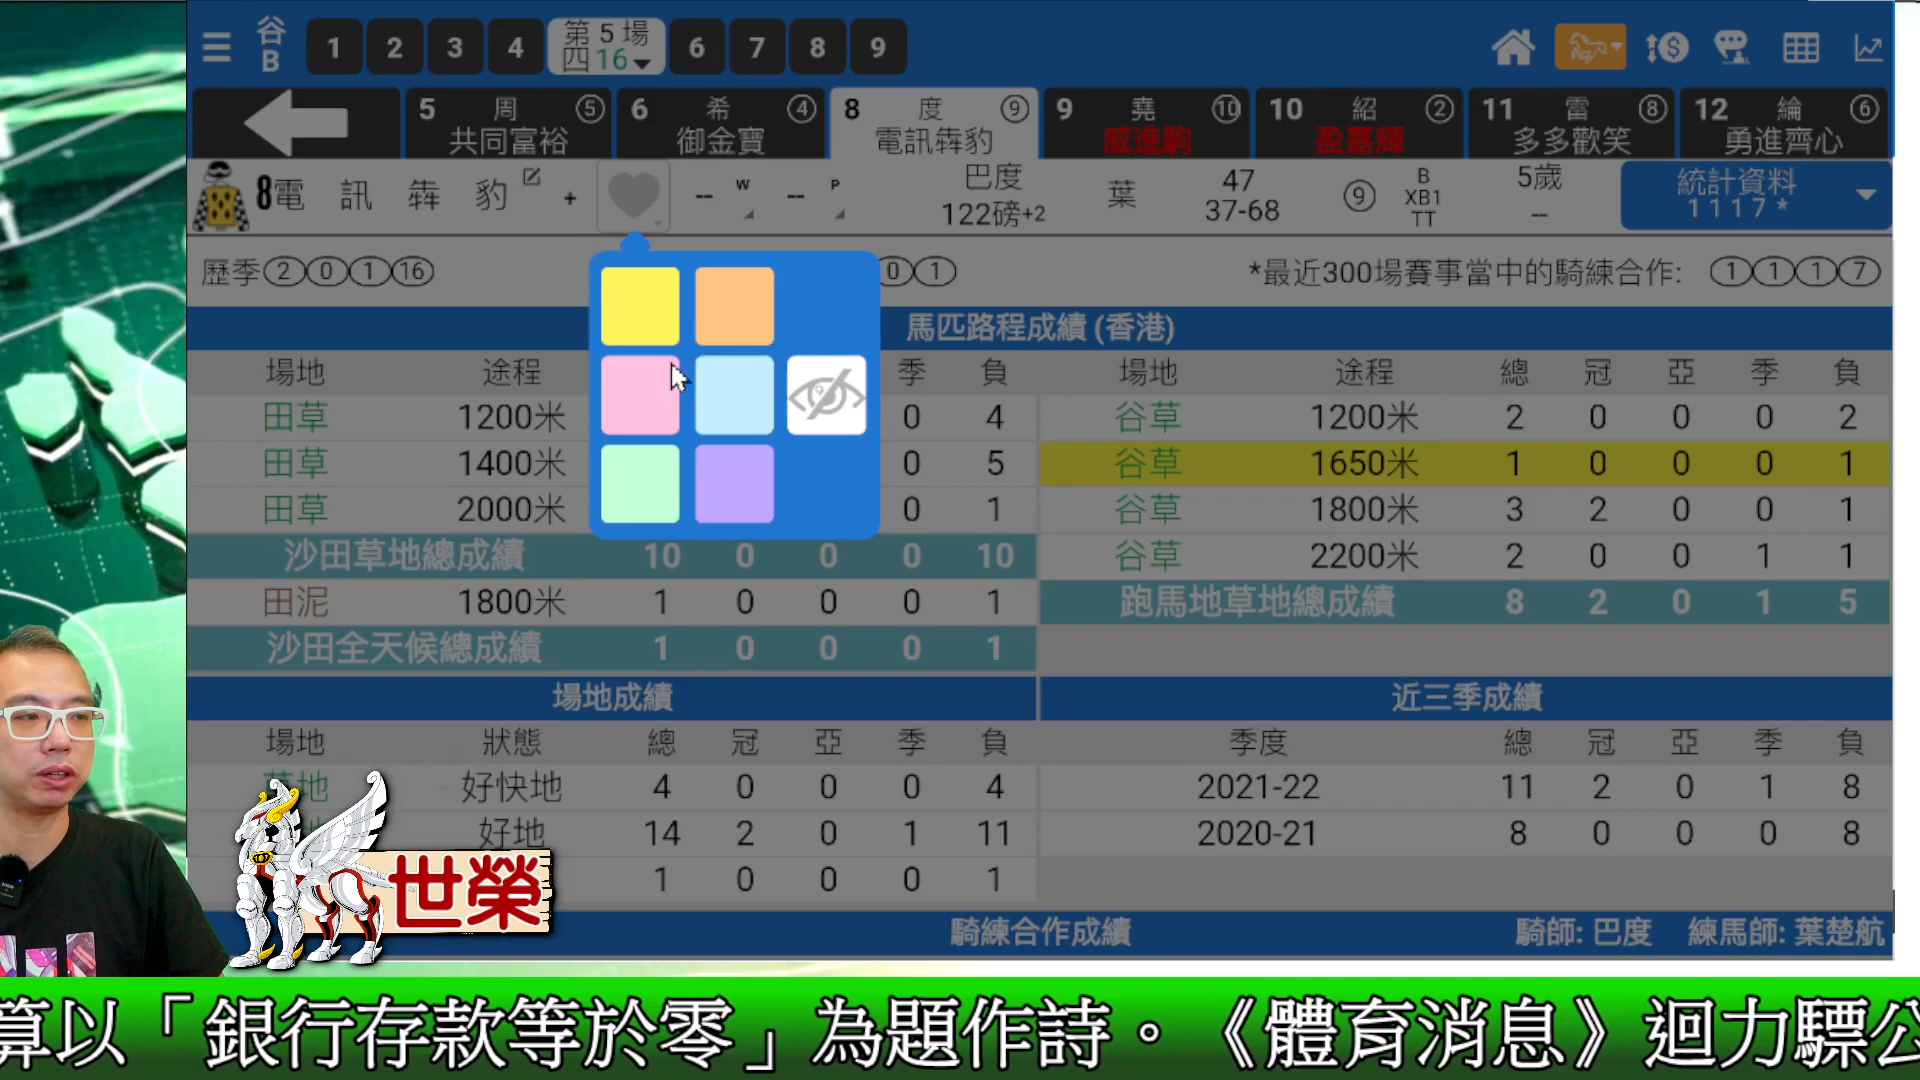 谷 B 1 2 3 4 第 5 場 四 16 6 7 8 9
5 周 ⑤ 共同富裕
6 希 ④ 御金寶
8 度 ⑨ 電訊犇豹
9 堯 ⑩ 威進駒
10 紹 ② 盈嘉輝
11 雷 ⑧ 多多歡笑
12 綸 ⑥ 勇進齊心
8 電訊犇豹 + -- W -- P 巴度 122磅+2 葉 47 37-68 ⑨ B XB1 TT 5歲 -- 統計資料 1117*
歷季 ② ⓪ ① ⑯ ⓪ ① *最近300場賽事當中的騎練合作: ① ① ① ⑦
馬匹路程成績 (香港)
場地 途程 季 負 場地 途程 總 冠 亞 季 負
田草 1200米 0 4 谷草 1200米 2 0 0 0 2
田草 1400米 0 5 谷草 1650米 1 0 0 0 1
田草 2000米 0 1 谷草 1800米 3 2 0 0 1
沙田草地總成績 10 0 0 0 10 谷草 2200米 2 0 0 1 1
田泥 1800米 1 0 0 0 1 跑馬地草地總成績 8 2 0 1 5
沙田全天候總成績 1 0 0 0 1
場地成績 近三季成績
場地 狀態 總 冠 亞 季 負 季度 總 冠 亞 季 負
草地 好快地 4 0 0 0 4 2021-22 11 2 0 1 8
地 好地 14 2 0 1 11 2020-21 8 0 0 0 8
1 0 0 0 1
世榮
騎練合作成績 騎師: 巴度 練馬師: 葉楚航
算以「銀行存款等於零」為題作詩。《體育消息》迴力驃公